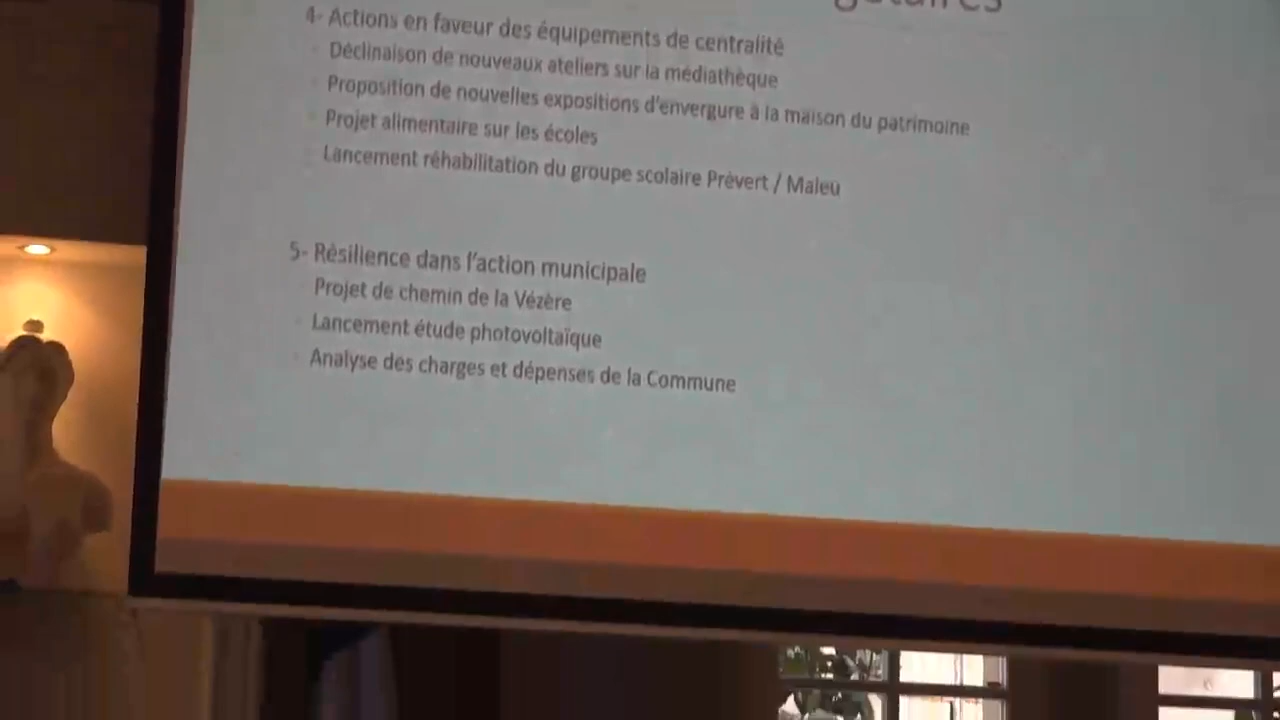 4- Actions en faveur des équipements de centralité
Déclinaison de nouveaux ateliers sur la médiathèque
Proposition de nouvelles expositions d'envergure à la maison du patrimoine
Projet alimentaire sur les écoles
Lancement réhabilitation du groupe scolaire Prévert / Maleu
5- Résilience dans l'action municipale
Projet de chemin de la Vézère
Lancement étude photovoltaïque
Analyse des charges et dépenses de la Commune